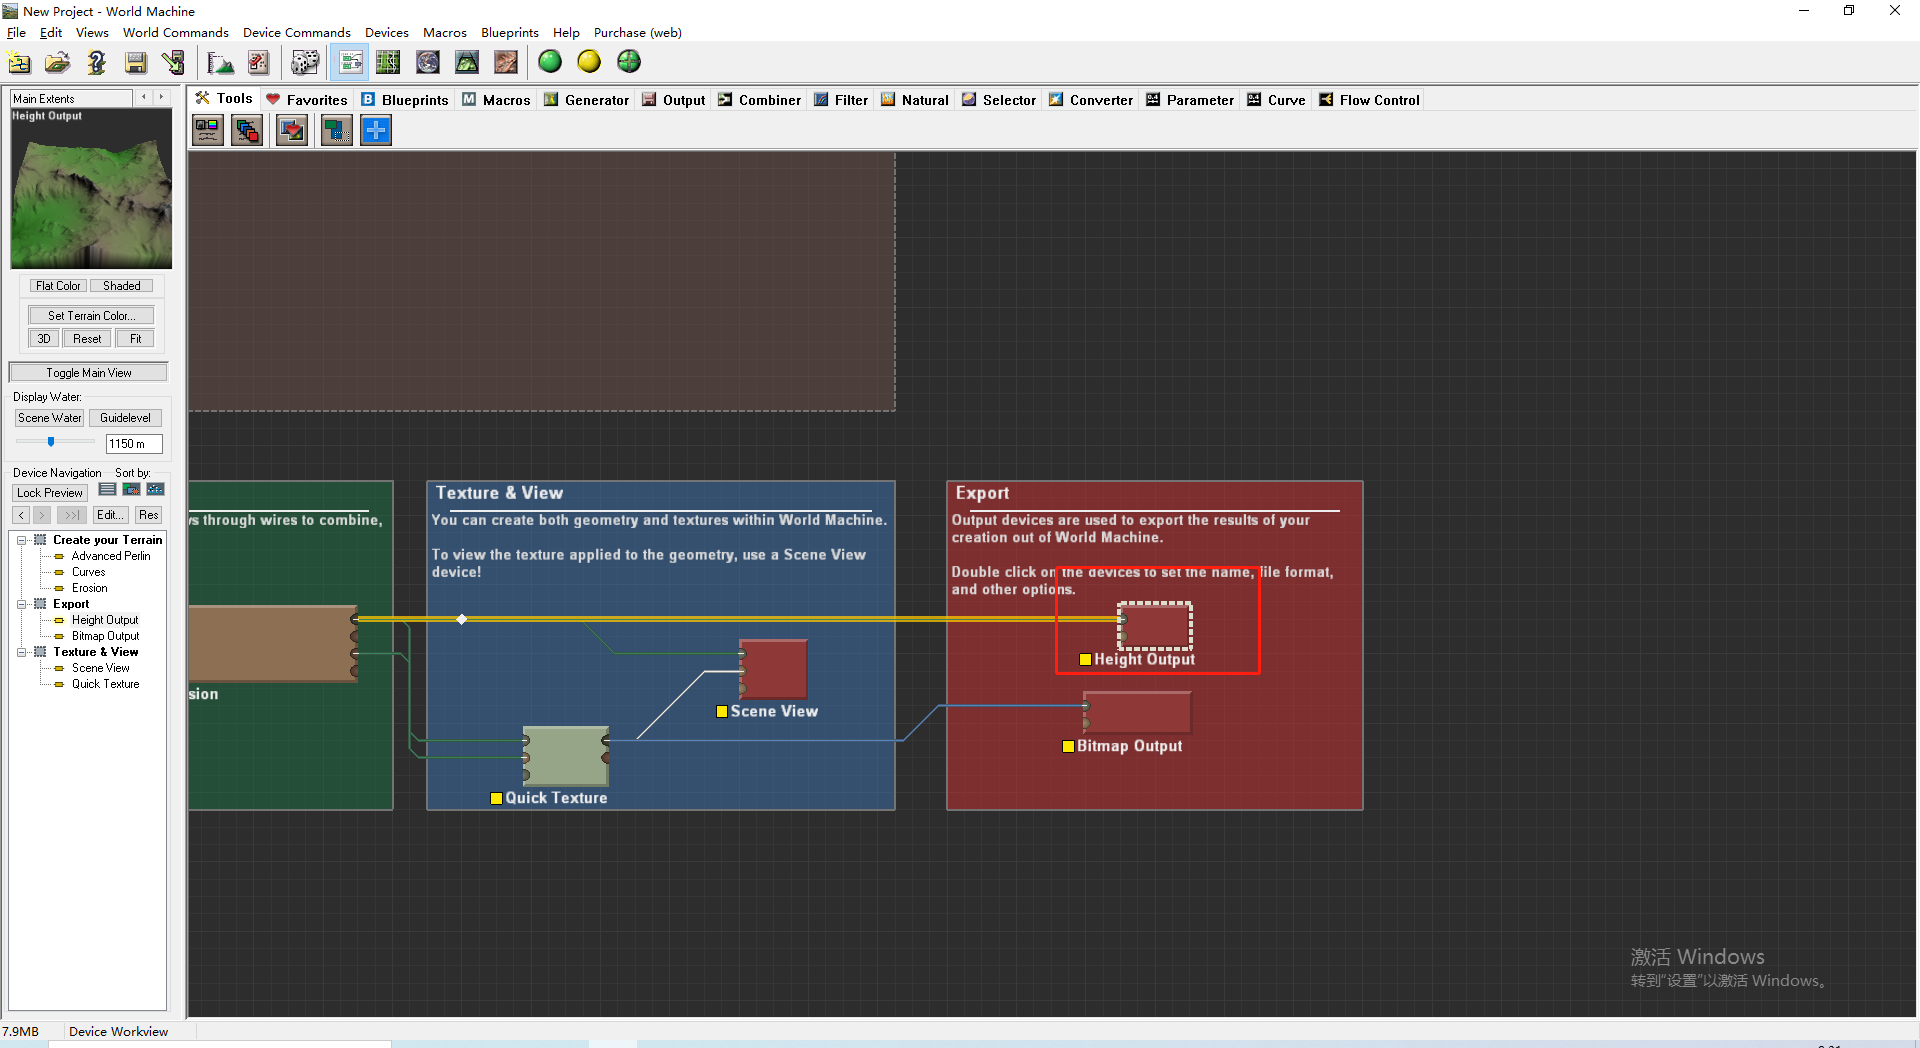 New Project - World Machine
File Edit Views World Commands Device Commands Devices Macros Blueprints Help Purchase (web)
Main Extents
Height Output
Tools Favorites Blueprints Macros Generator Output Combiner Filter Natural Selector Converter Parameter Curve Flow Control
Flat Color Shaded
Set Terrain Color...
3D Reset Fit
Toggle Main View
Display Water:
Scene Water Guidelevel
1150 m
Device Navigation Sort by:
Lock Preview
< > >>| Edit... Res
Create your Terrain
Advanced Perlin
Curves
Erosion
Export
Height Output
Bitmap Output
Texture & View
Scene View
Quick Texture
s through wires to combine,
sion
Texture & View
You can create both geometry and textures within World Machine.
To view the texture applied to the geometry, use a Scene View
device!
Scene View
Quick Texture
Export
Output devices are used to export the results of your
creation out of World Machine.
Double click on the devices to set the name, file format,
and other options.
Height Output
Bitmap Output
激活 Windows
转到“设置”以激活 Windows。
7.9MB Device Workview